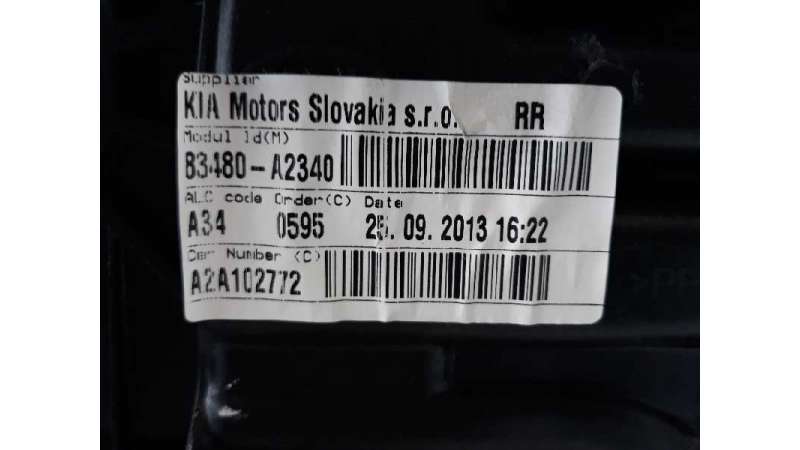 Supplier
KIA Motors Slovakia s.r.o. RR
Modul Id(M)
83480-A2340
ALC code Order(C) Date
A34 0595 25. 09. 2013 16:22
Car Number (C)
A2A102772
>PP